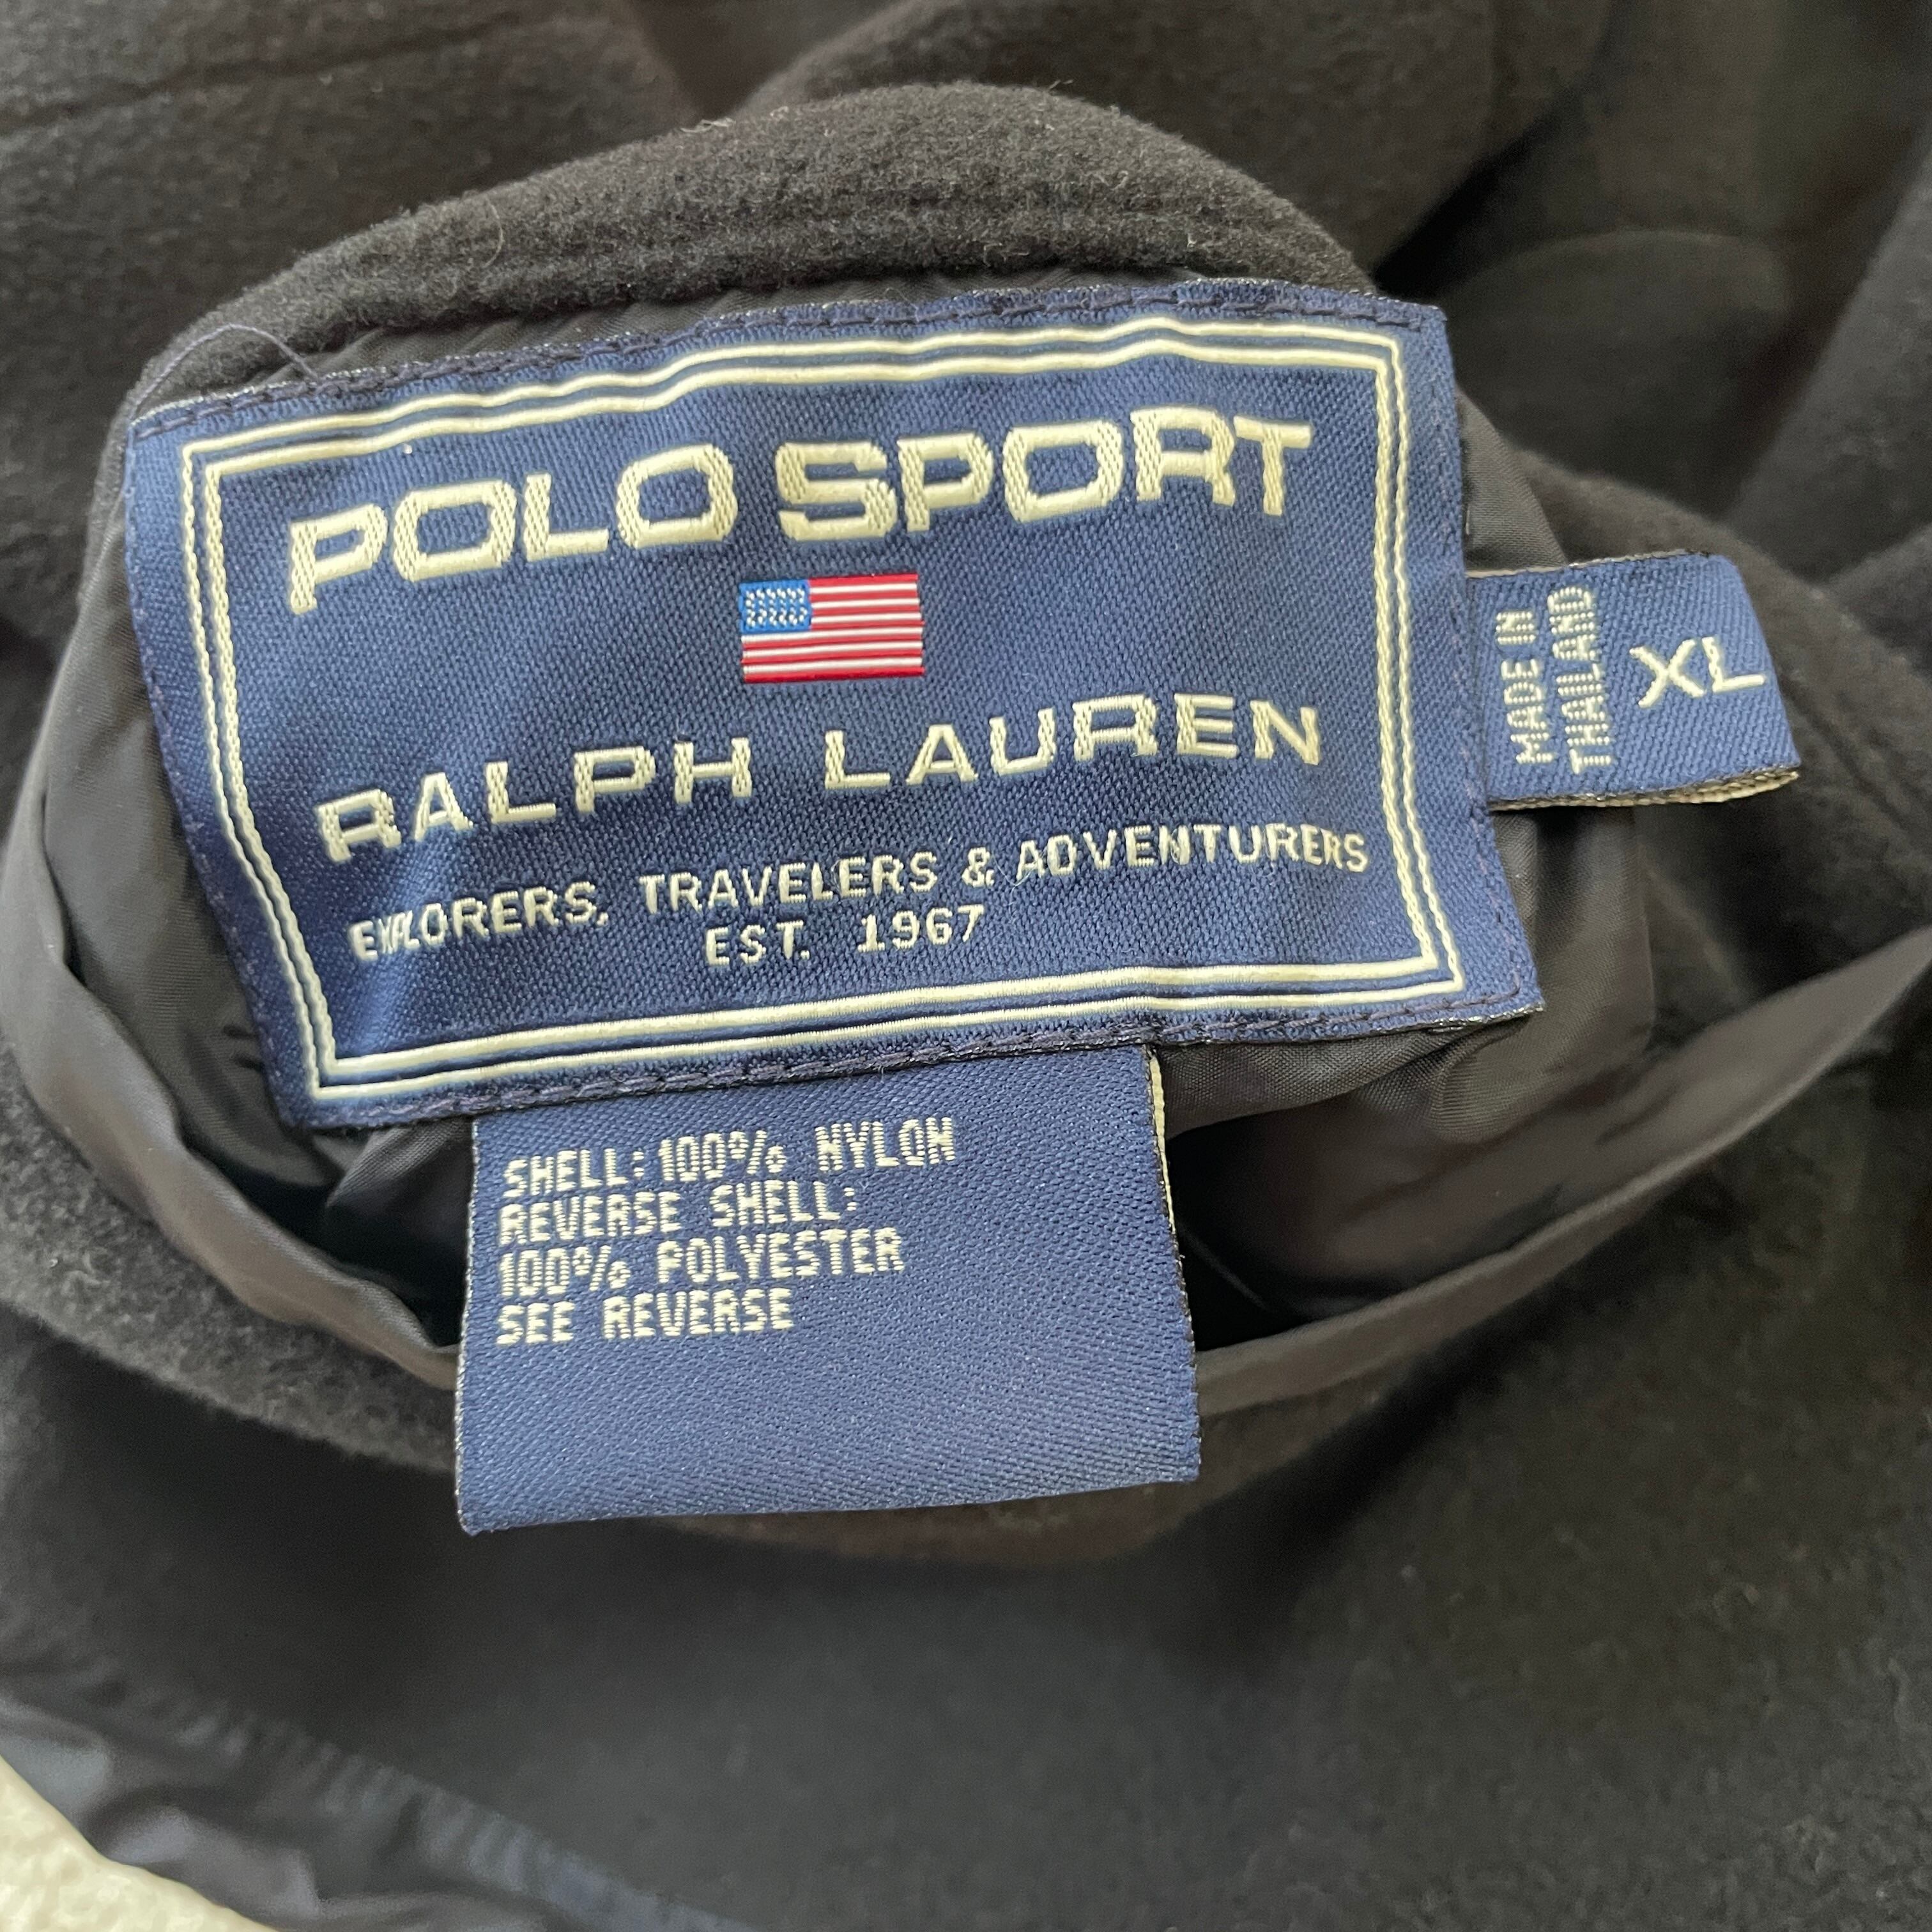 POLO SPORT
RALPH LAUREN
EXPLORERS, TRAVELERS & ADVENTURERS
EST. 1967
MADE IN
THAILAND
XL
SHELL: 100% NYLON
REVERSE SHELL:
100% POLYESTER
SEE REVERSE